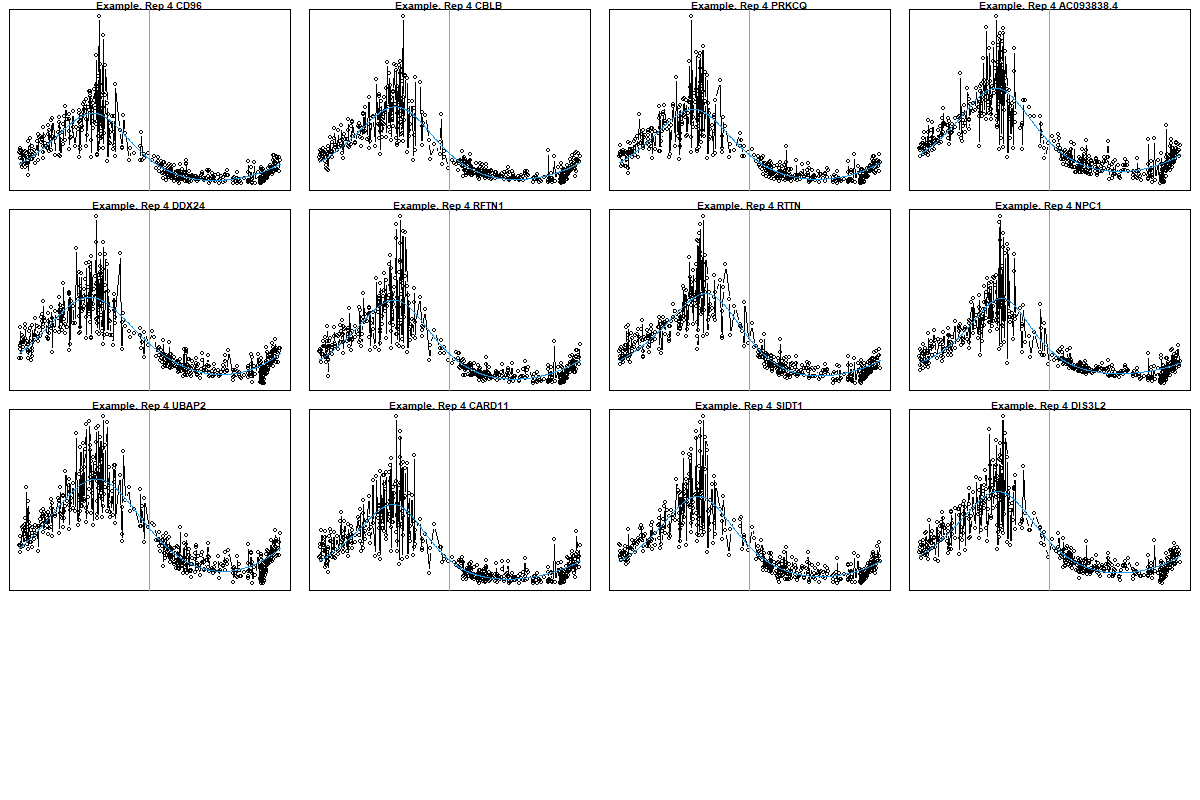 Example. Rep 4 CD96
Example. Rep 4 CBLB
Example. Rep 4 PRKCQ
Example. Rep 4 AC093838.4
Example. Rep 4 DDX24
Example. Rep 4 RFTN1
Example. Rep 4 RTTN
Example. Rep 4 NPC1
Example. Rep 4 UBAP2
Example. Rep 4 CARD11
Example. Rep 4 SIDT1
Example. Rep 4 DIS3L2